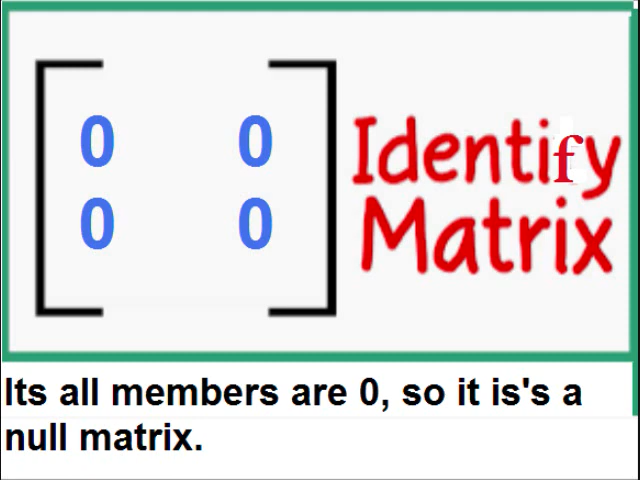 0 0
0 0
Identify
Matrix
Its all members are 0, so it is's a
null matrix.